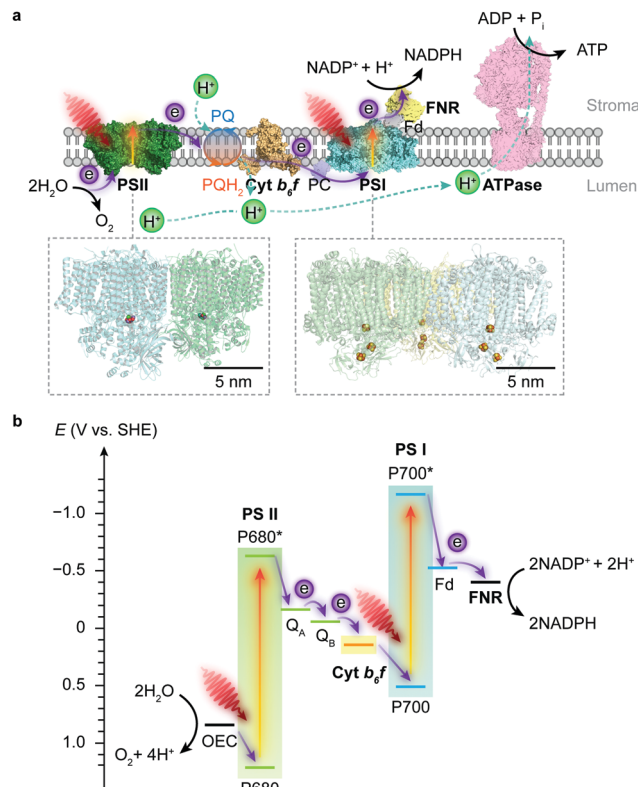 a
ADP + Pi
ATP
NADPH
NADP⁺ + H⁺
H⁺
e
FNR
Stroma
PQ
e
Fd
e
PQH₂
Cyt b₆f
PC
PSI
e
PSII
2H₂O
O₂
H⁺
H⁺
H⁺
ATPase
Lumen
5 nm
5 nm
b
E (V vs. SHE)
PS I
P700*
−1.0
PS II
P680*
e
−0.5
e
e
Fd
FNR
2NADP⁺ + 2H⁺
2NADPH
QA
QB
0
Cyt b₆f
0.5
P700
2H₂O
OEC
1.0
O₂+ 4H⁺
P680